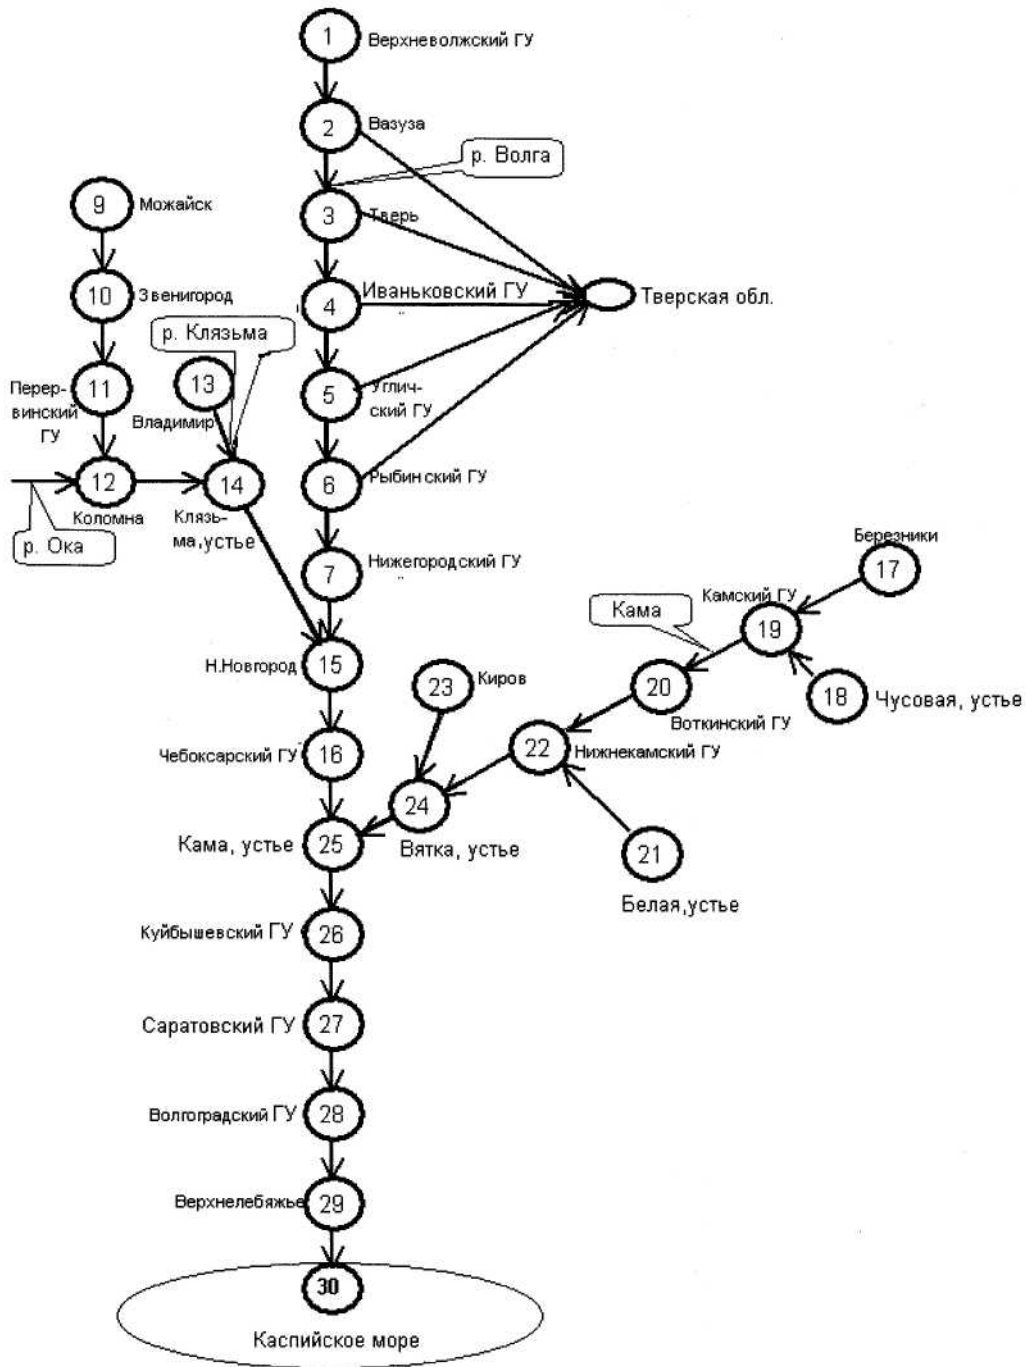 1
Верхневолжский ГУ
2
Вазуза
р. Волга
9
Можайск
3
Тверь
10
Звенигород
4
Иваньковский ГУ
Тверская обл.
р. Клязьма
13
Владимир
11
Перер-
винский
ГУ
5
Углич-
ский ГУ
12
Коломна
14
Клязь-
ма,устье
6
Рыбинский ГУ
р. Ока
7
Нижегородский ГУ
Березники
17
Кама
Камский ГУ
19
15
Н.Новгород
23
Киров
20
Воткинский ГУ
18
Чусовая, устье
16
Чебоксарский ГУ
22
Нижнекамский ГУ
24
Вятка, устье
25
Кама, устье
21
Белая,устье
26
Куйбышевский ГУ
27
Саратовский ГУ
28
Волгоградский ГУ
29
Верхнелебяжье
30
Каспийское море